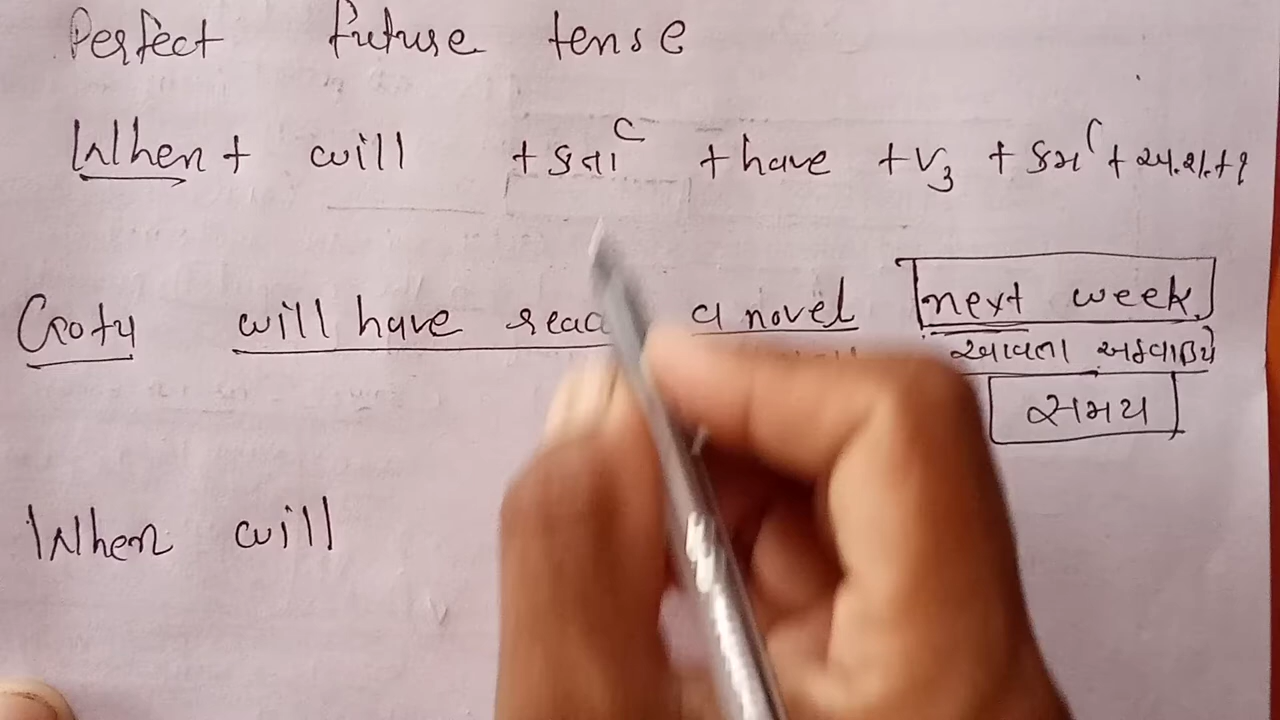 Perfect future tense
When + will + કર્તા + have + V3 + કર્મ + અ.શ. + ?
Goty will have read a novel next week.
આવતા અઠવાડિયે
સમય
When will